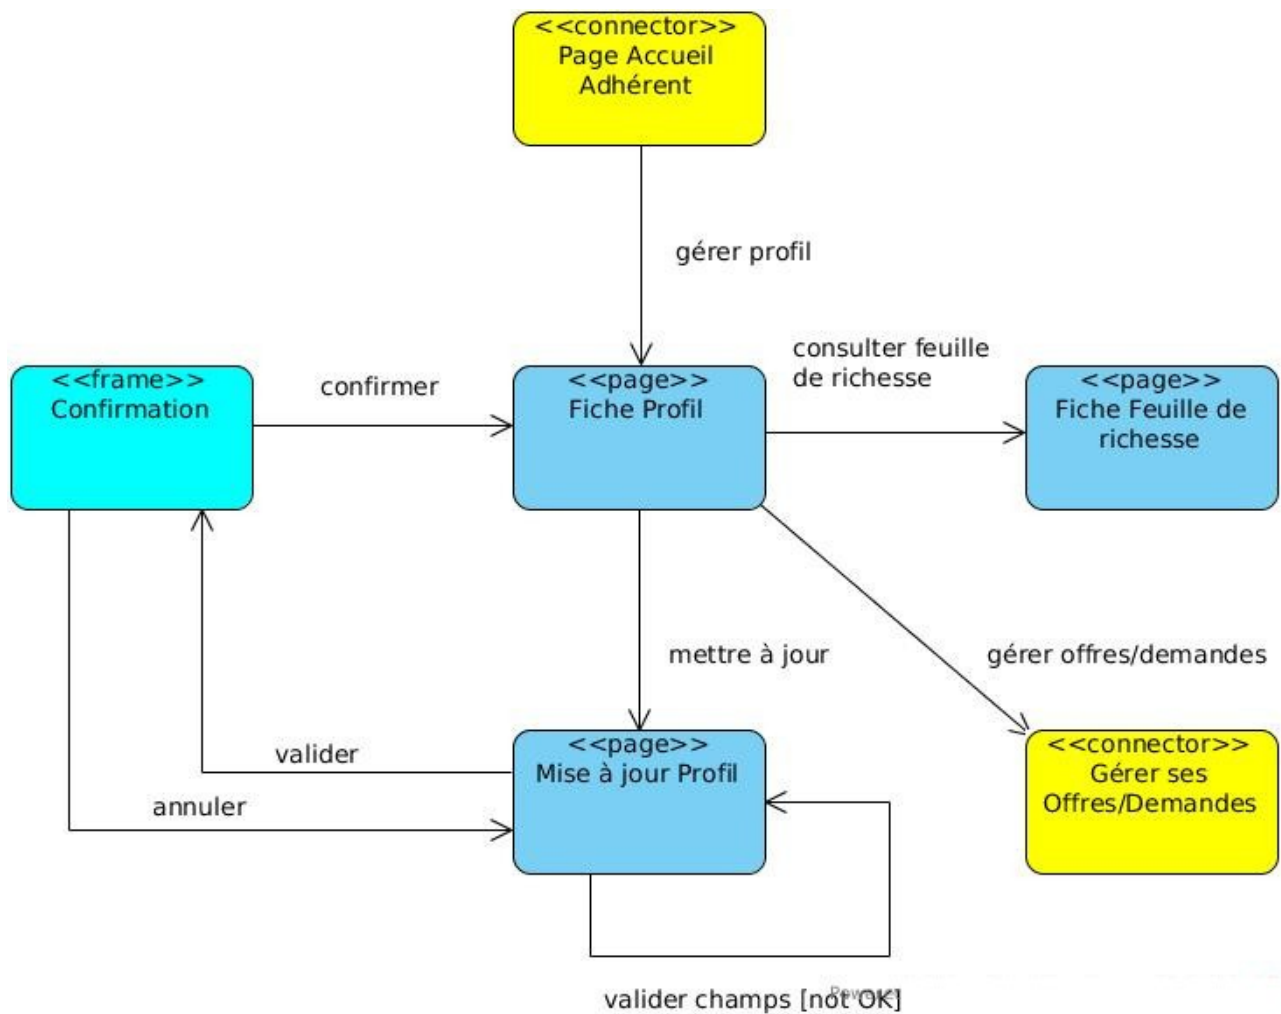 <<connector>>
Page Accueil
Adhérent
gérer profil
consulter feuille
de richesse
<<frame>>
Confirmation
confirmer
<<page>>
Fiche Profil
<<page>>
Fiche Feuille de
richesse
mettre à jour
gérer offres/demandes
valider
annuler
<<page>>
Mise à jour Profil
<<connector>>
Gérer ses
Offres/Demandes
valider champs [not OK]